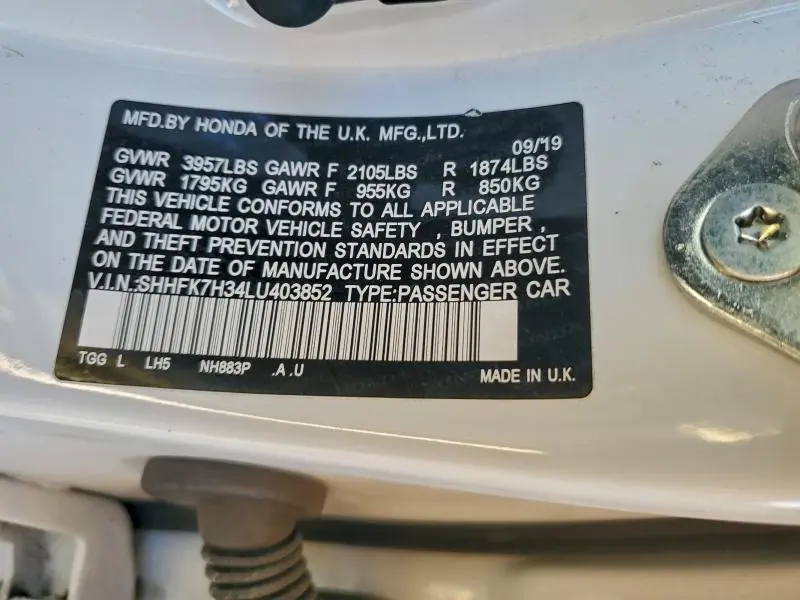 MFD.BY HONDA OF THE U.K. MFG.,LTD.
09/'19
GVWR 3957LBS GAWR F 2105LBS R 1874LBS
GVWR 1795KG GAWR F 955KG R 850KG
THIS VEHICLE CONFORMS TO ALL APPLICABLE
FEDERAL MOTOR VEHICLE SAFETY , BUMPER ,
AND THEFT PREVENTION STANDARDS IN EFFECT
ON THE DATE OF MANUFACTURE SHOWN ABOVE.
V.I.N.:SHHFK7H34LU403852 TYPE:PASSENGER CAR
TGG L LH5 NH883P .A .U
MADE IN U.K.